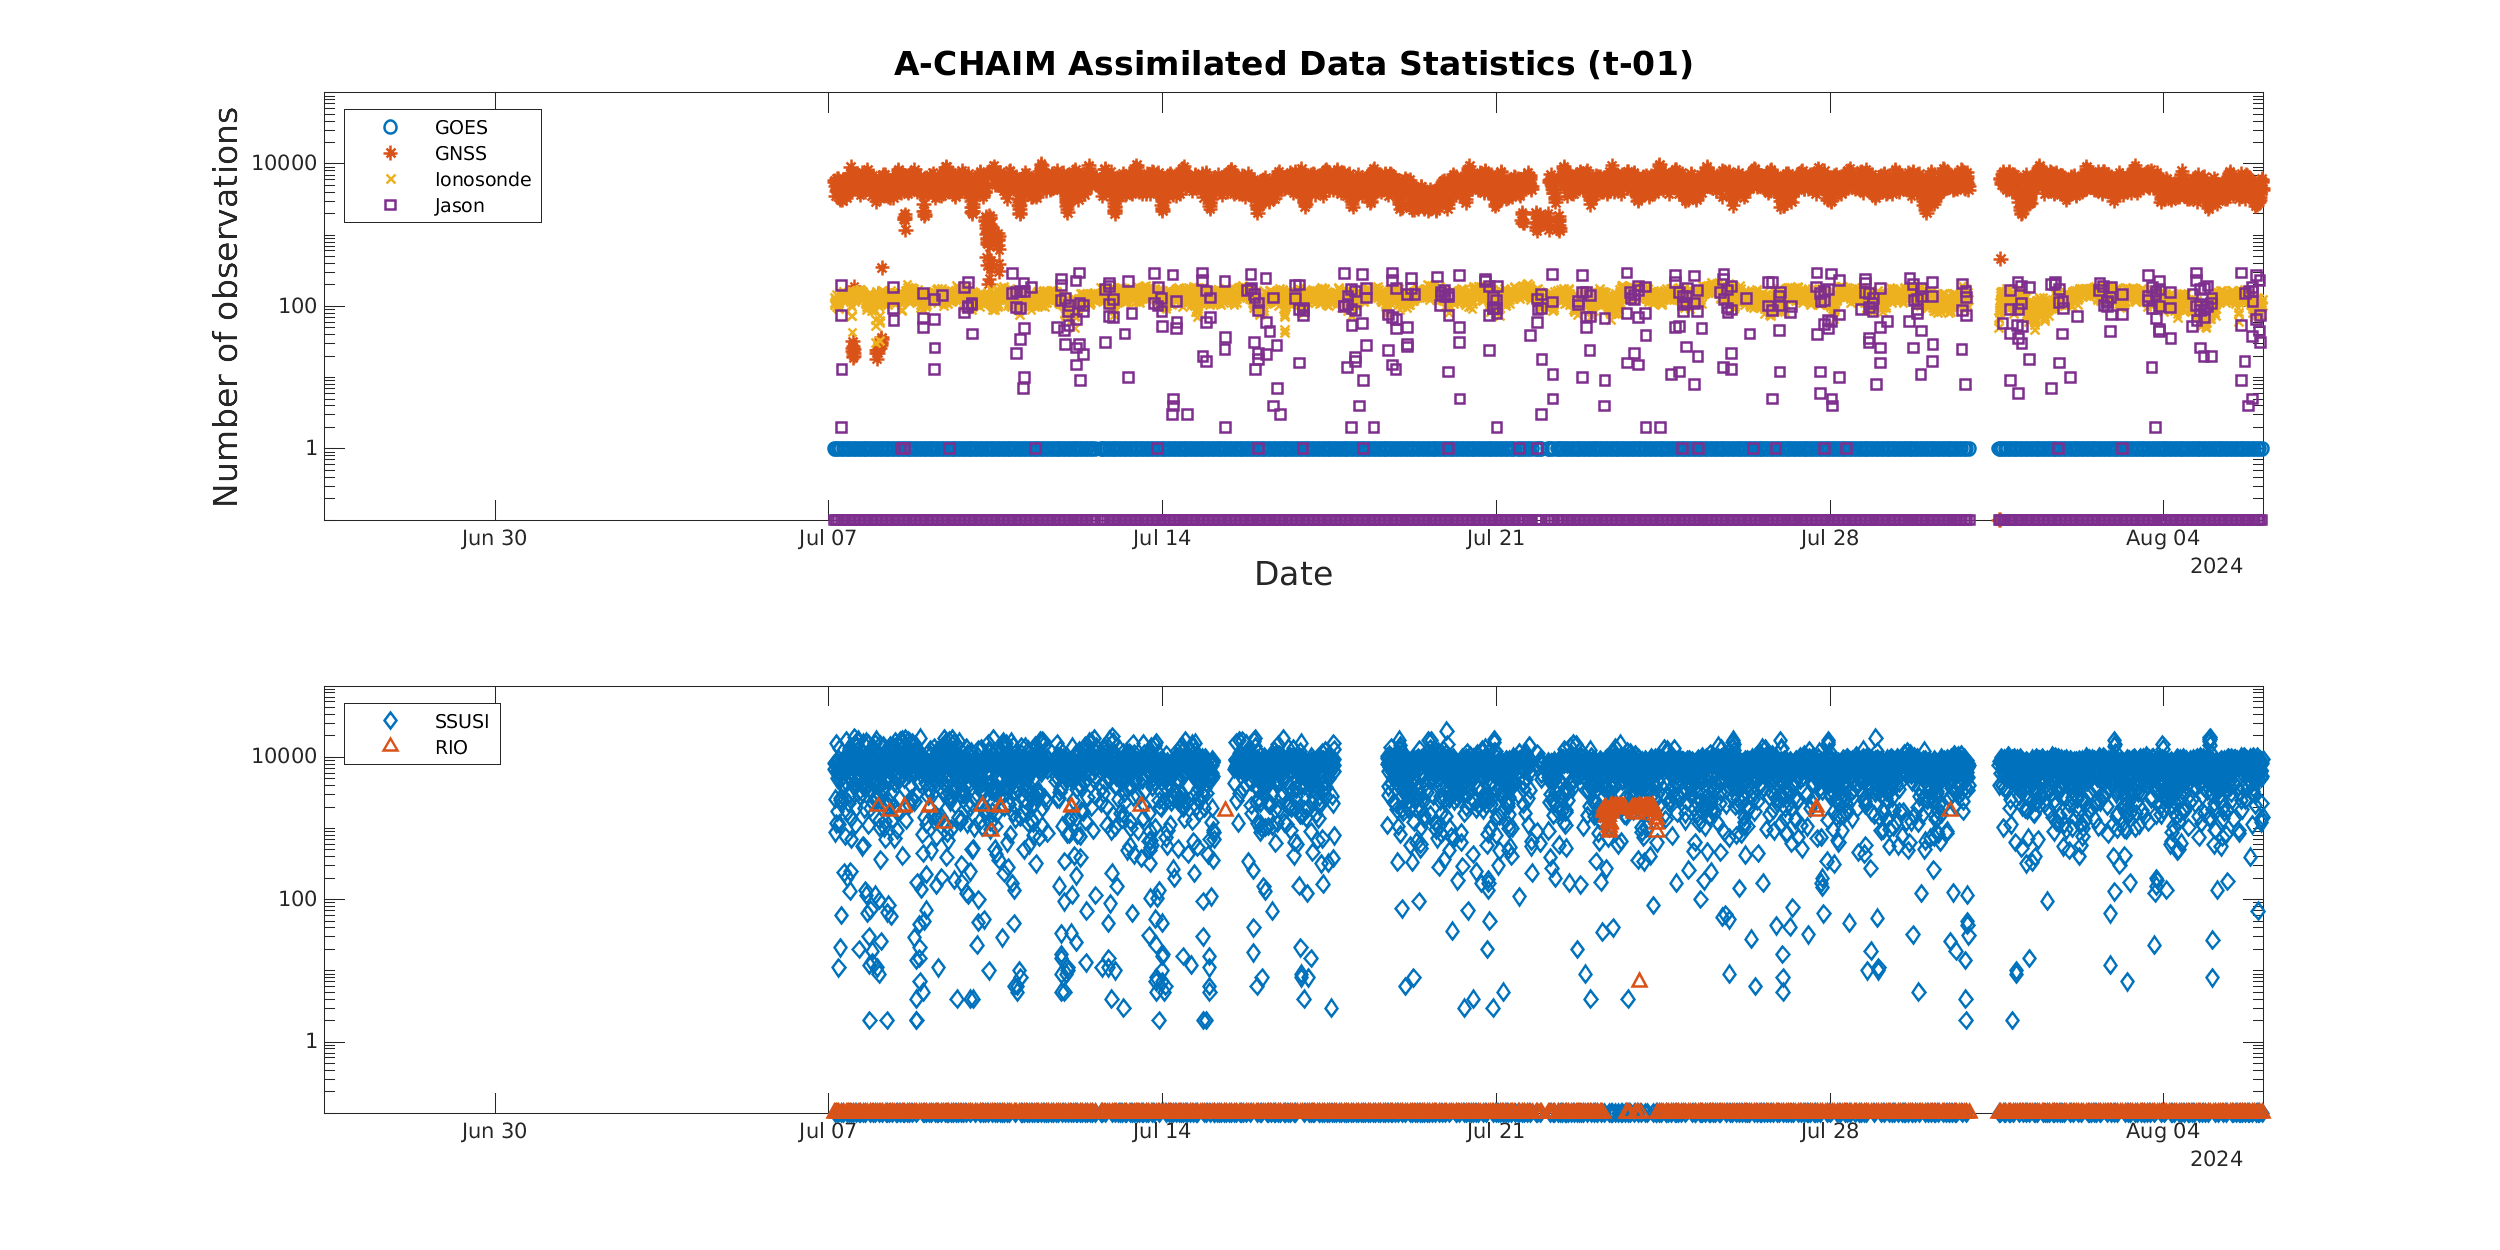 A-CHAIM Assimilated Data Statistics (t-01)
Number of observations
10000
100
1
GOES
GNSS
Ionosonde
Jason
Jun 30
Jul 07
Jul 14
Jul 21
Jul 28
Aug 04
2024
Date
10000
100
1
SSUSI
RIO
Jun 30
Jul 07
Jul 14
Jul 21
Jul 28
Aug 04
2024